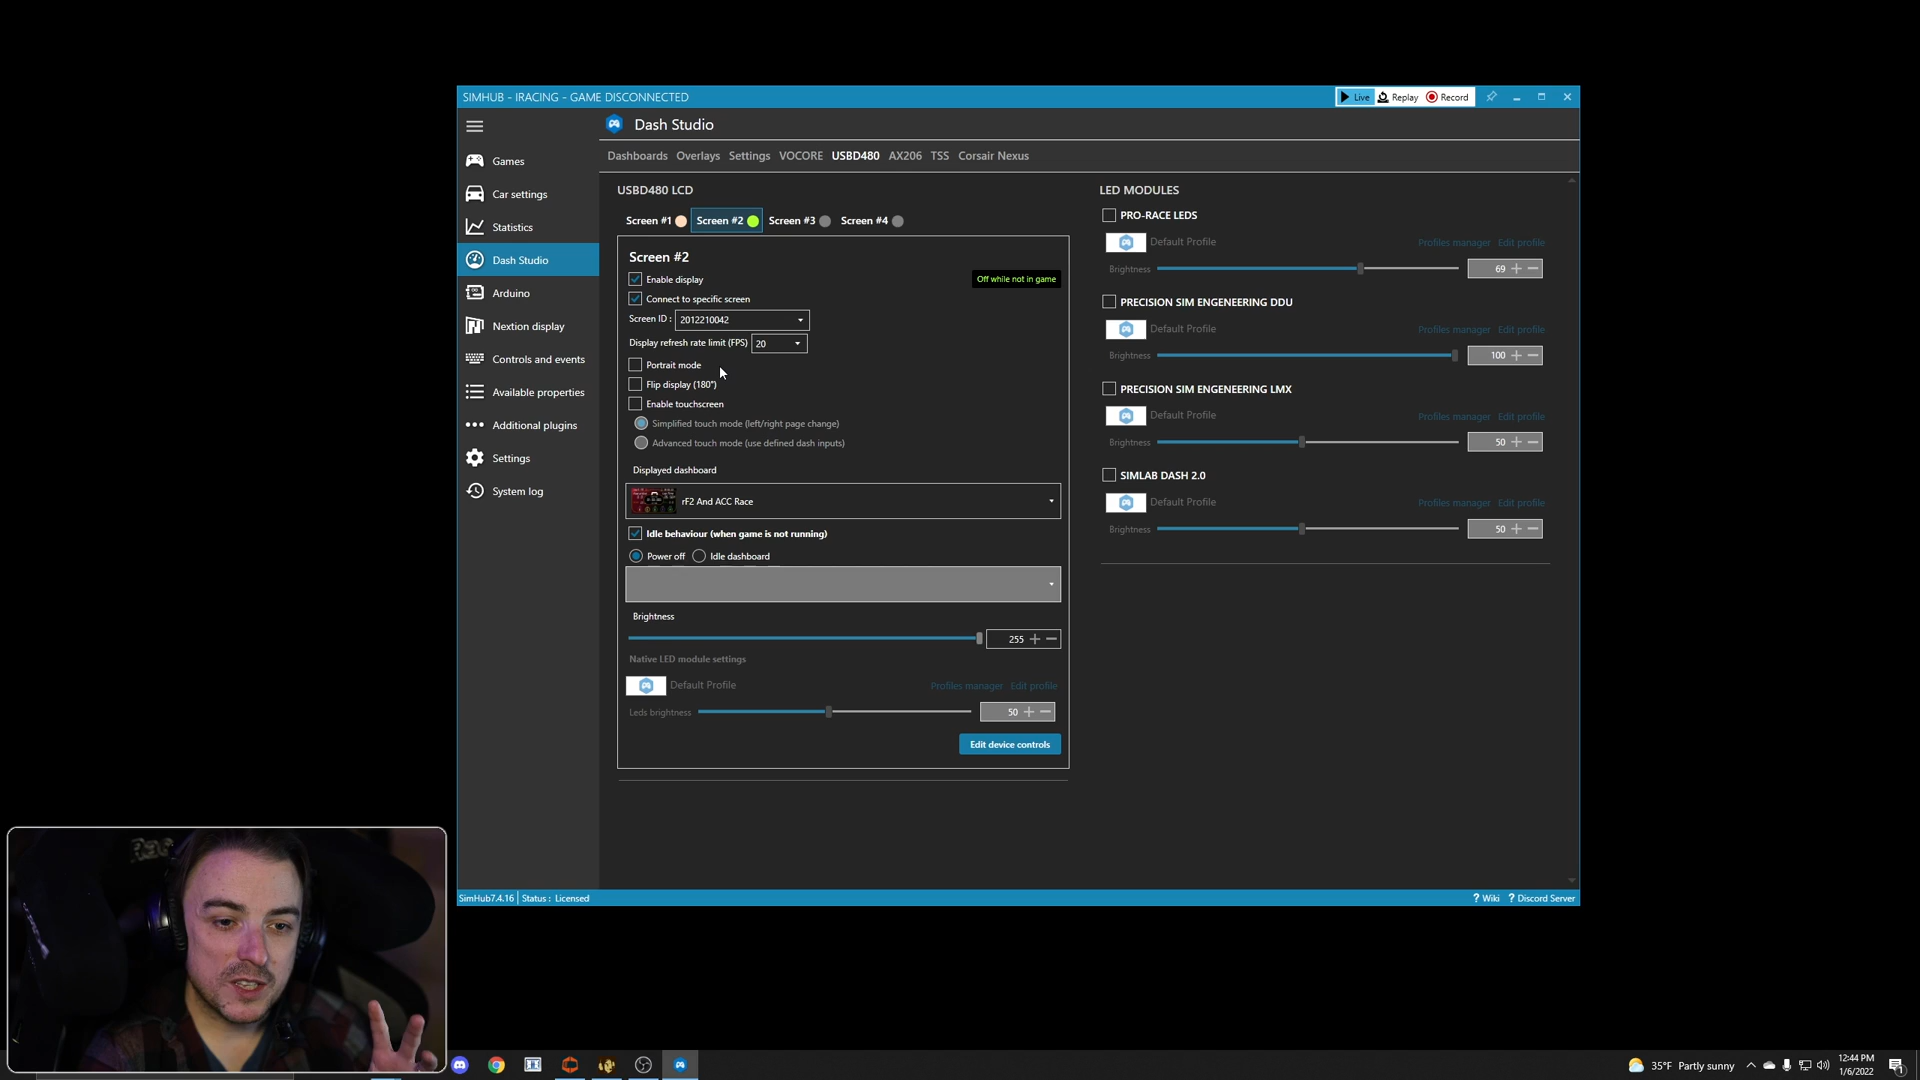 SIMHUB - IRACING - GAME DISCONNECTED
Live Replay Record
Dash Studio
Games
Car settings
Statistics
Dash Studio
Arduino
Nextion display
Controls and events
Available properties
Additional plugins
Settings
System log
Dashboards Overlays Settings VOCORE USBD480 AX206 TSS Corsair Nexus
USBD480 LCD
Screen #1 Screen #2 Screen #3 Screen #4
Screen #2
Enable display
Off while not in game
Connect to specific screen
Screen ID : 2012210042
Display refresh rate limit (FPS) 20
Portrait mode
Flip display (180°)
Enable touchscreen
Simplified touch mode (left/right page change)
Advanced touch mode (use defined dash inputs)
Displayed dashboard
rF2 And ACC Race
Idle behaviour (when game is not running)
Power off Idle dashboard
Brightness
255
Native LED module settings
Default Profile Profiles manager Edit profile
Leds brightness 50
Edit device controls
LED MODULES
PRO-RACE LEDS
Default Profile Profiles manager Edit profile
Brightness 69
PRECISION SIM ENGENEERING DDU
Default Profile Profiles manager Edit profile
Brightness 100
PRECISION SIM ENGENEERING LMX
Default Profile Profiles manager Edit profile
Brightness 50
SIMLAB DASH 2.0
Default Profile Profiles manager Edit profile
Brightness 50
SimHub7.4.16 Status : Licensed
? Wiki ? Discord Server
35°F Partly sunny
12:44 PM
1/6/2022